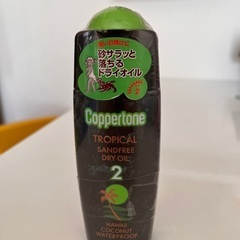 砂サラッと
落ちる
ドライオイル
Coppertone
TROPICAL
SANDFREE
DRY OIL
2
HAWAII
COCONUT
WATERPROOF